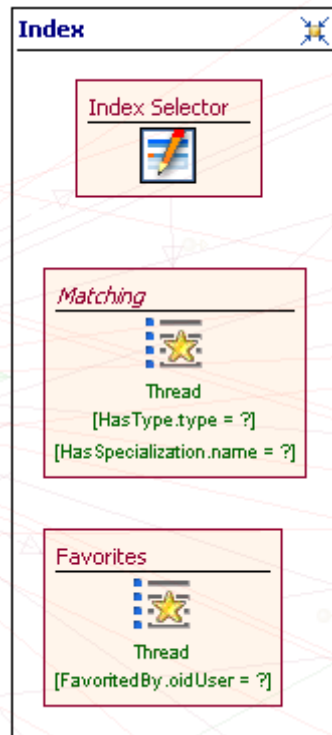 Index
Index Selector
Matching
Thread
[HasType.type = ?]
[HasSpecialization.name = ?]
Favorites
Thread
[FavoritedBy.oidUser = ?]